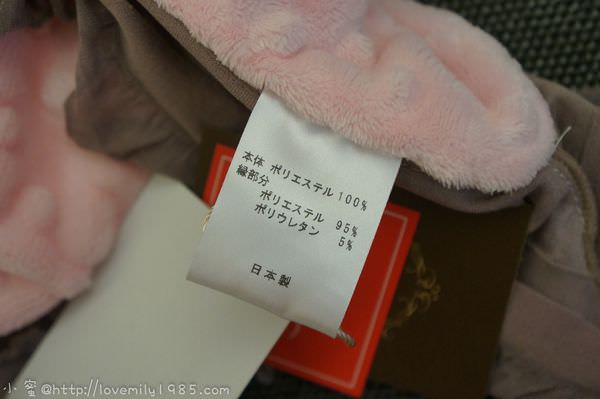 本体 ポリエステル 100%
縁部分
ポリエステル 95%
ポリウレタン 5%
日本製
小蜜@http://lovemily1985.com/